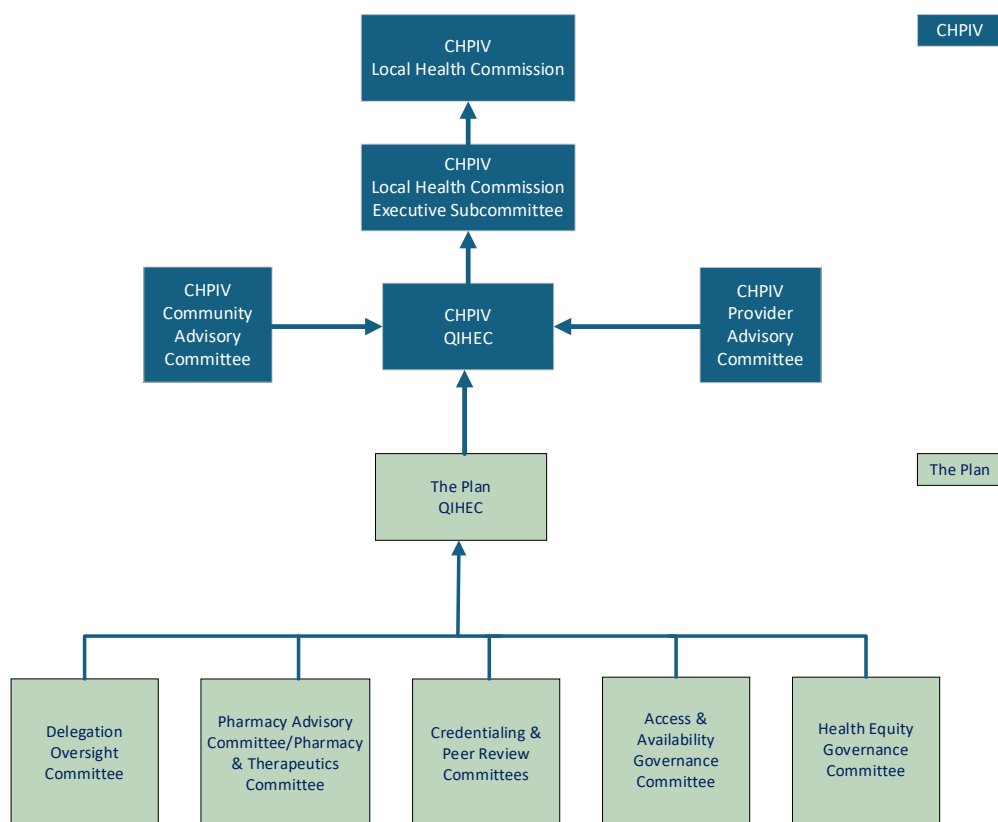 CHPIV
Local Health Commission
CHPIV
CHPIV
Local Health Commission
Executive Subcommittee
CHPIV
Community
Advisory
Committee
CHPIV
QIHEC
CHPIV
Provider
Advisory
Committee
The Plan
QIHEC
The Plan
Delegation
Oversight
Committee
Pharmacy Advisory
Committee/Pharmacy
& Therapeutics
Committee
Credentialing &
Peer Review
Committees
Access &
Availability
Governance
Committee
Health Equity
Governance
Committee